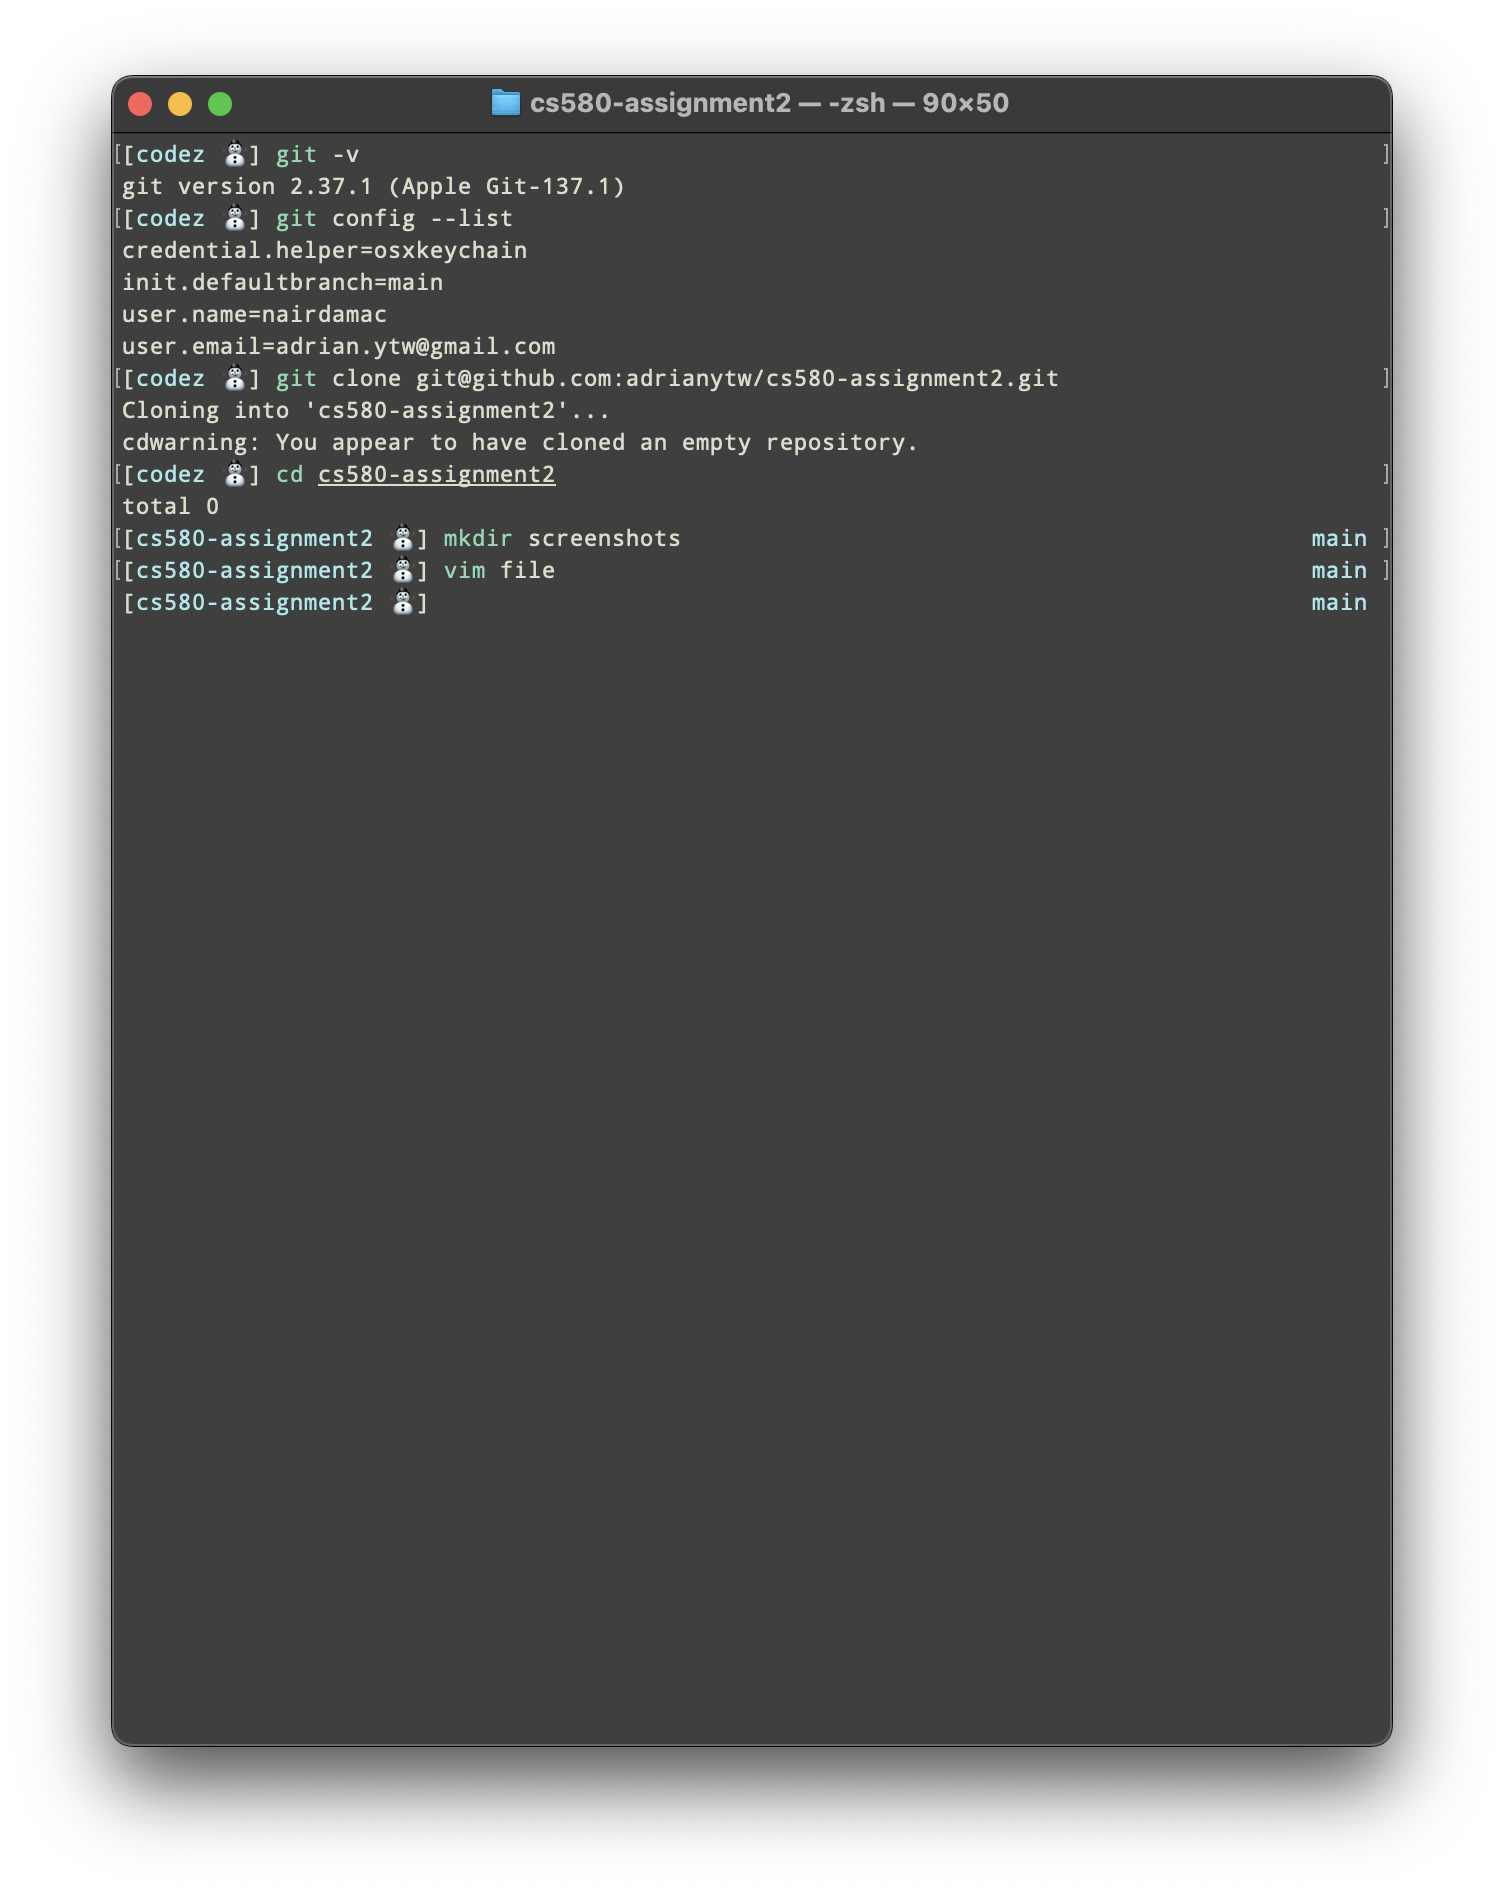 cs580-assignment2 — -zsh — 90×50
[[codez ⛄] git -v ]
git version 2.37.1 (Apple Git-137.1)
[[codez ⛄] git config --list ]
credential.helper=osxkeychain
init.defaultbranch=main
user.name=nairdamac
user.email=adrian.ytw@gmail.com
[[codez ⛄] git clone git@github.com:adrianytw/cs580-assignment2.git ]
Cloning into 'cs580-assignment2'...
cdwarning: You appear to have cloned an empty repository.
[[codez ⛄] cd cs580-assignment2 ]
total 0
[[cs580-assignment2 ⛄] mkdir screenshots main ]
[[cs580-assignment2 ⛄] vim file main ]
[cs580-assignment2 ⛄] main